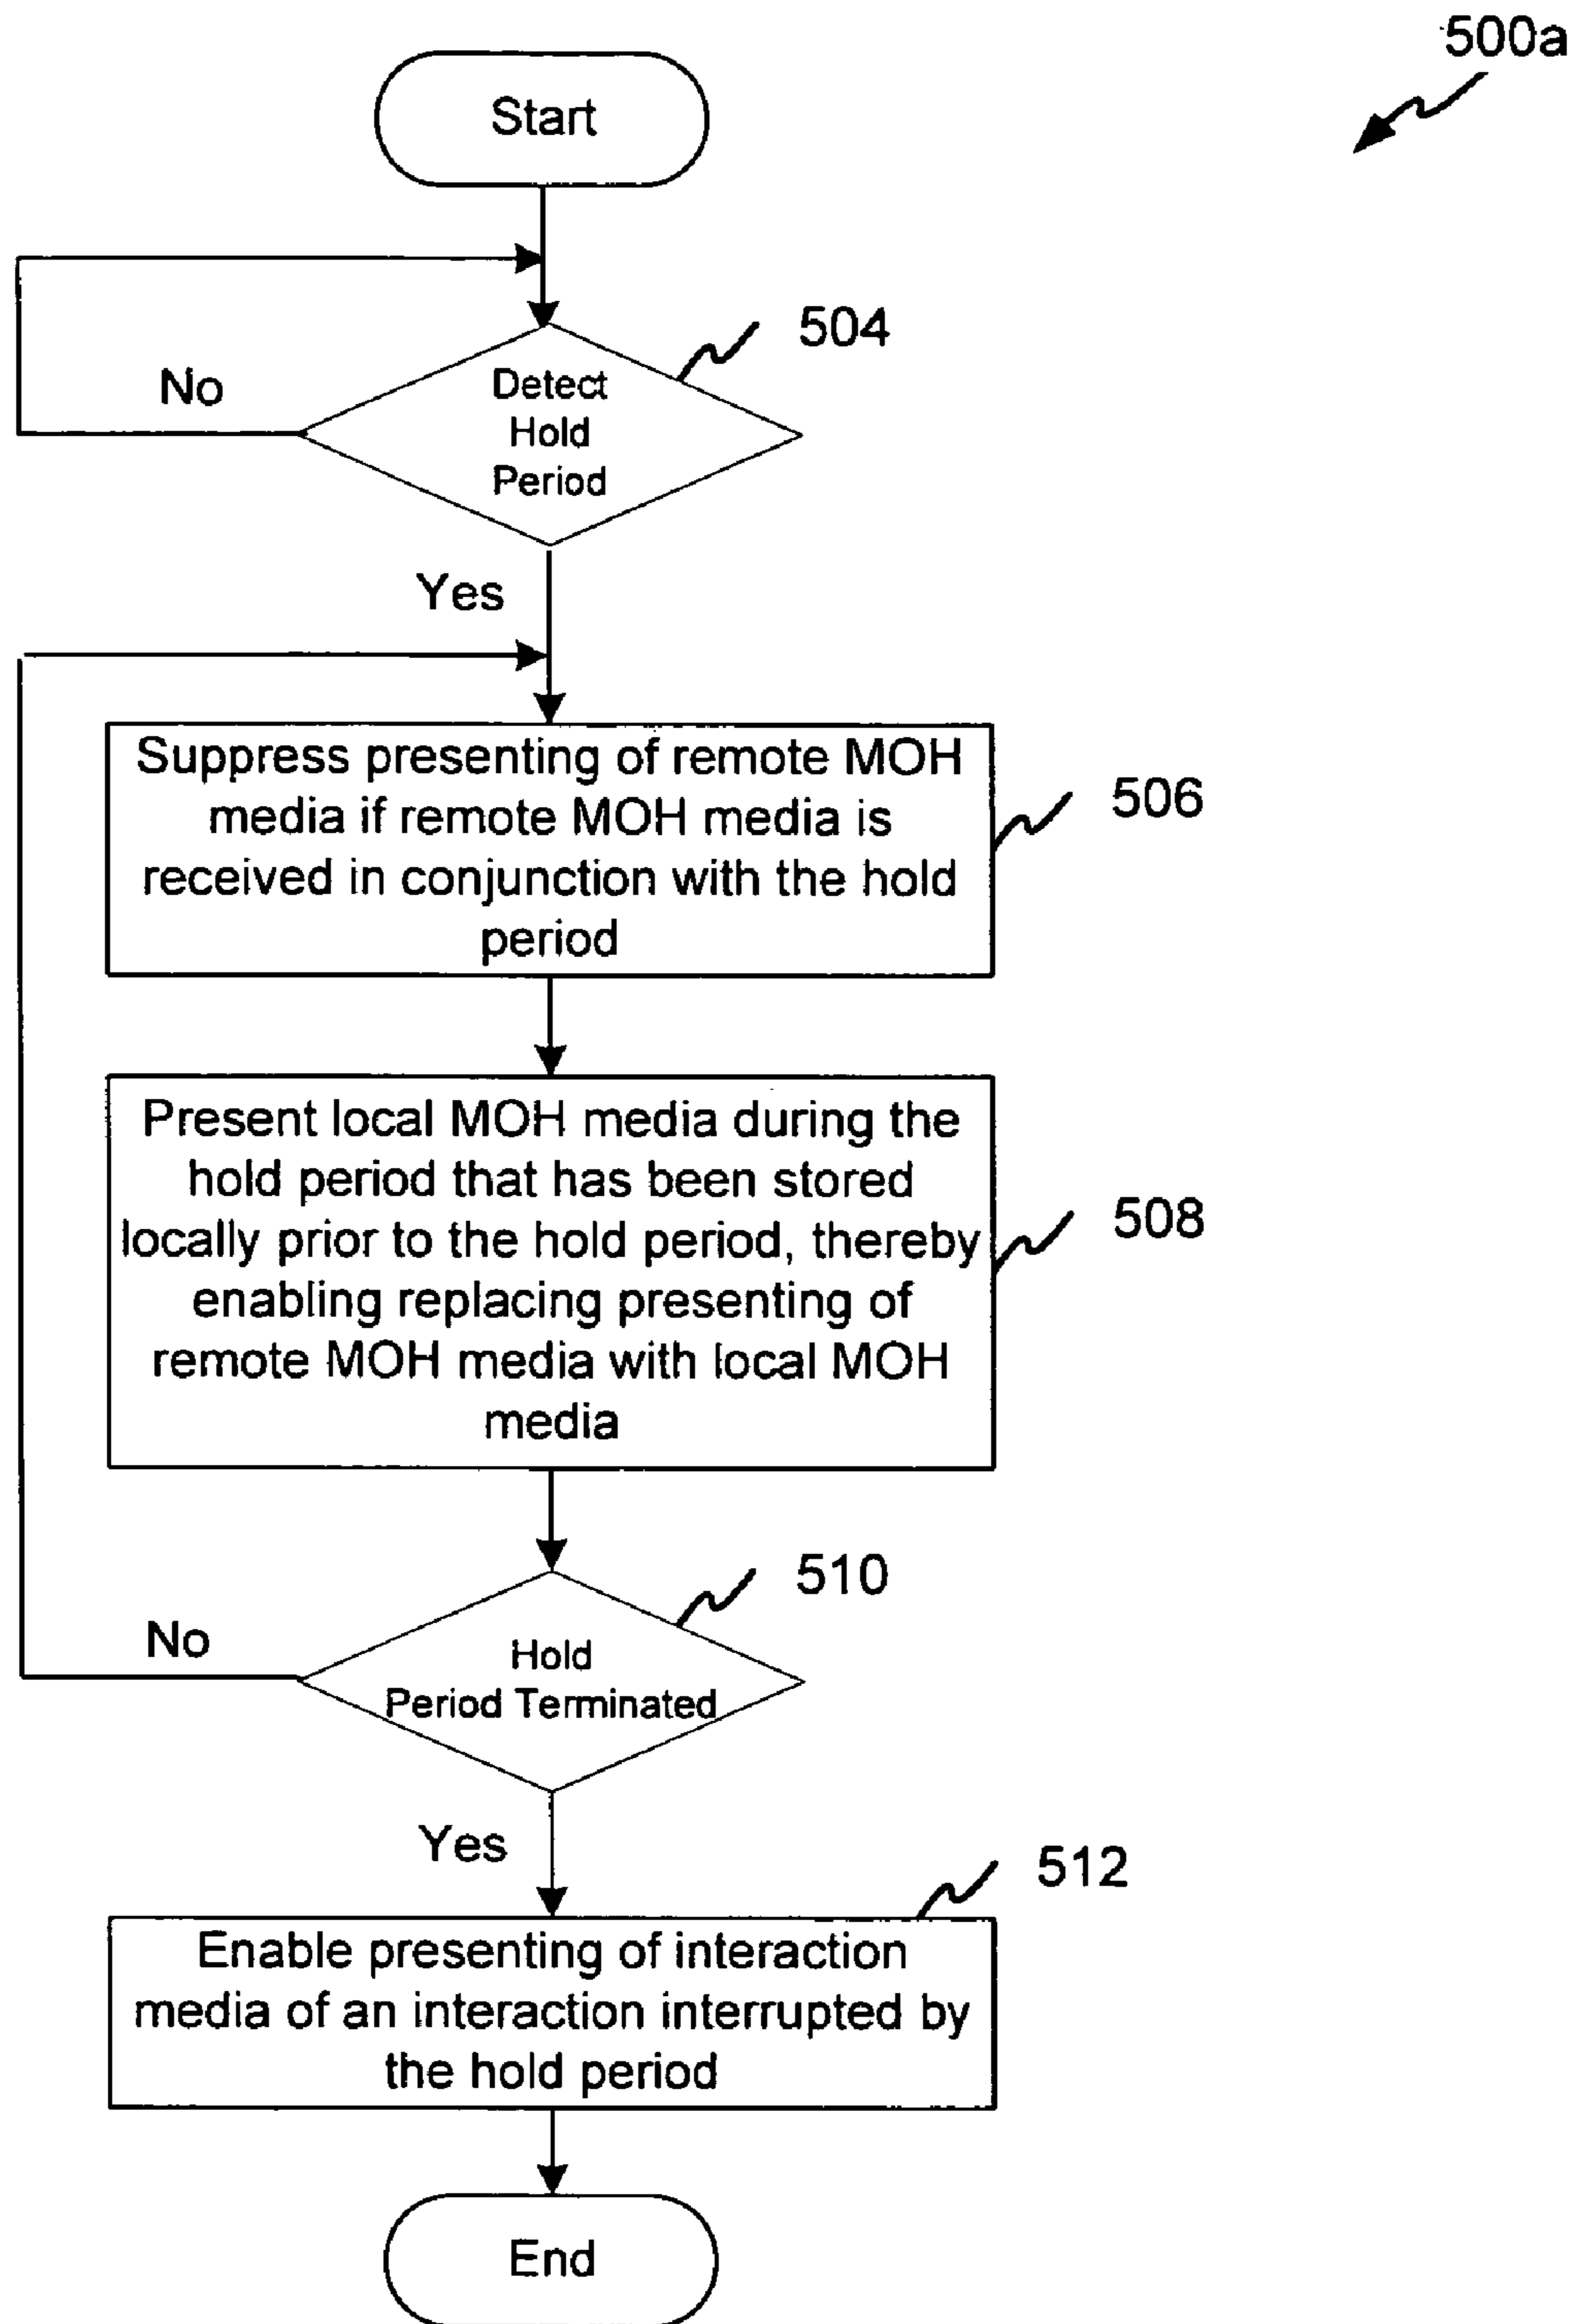 500a
Start
504
Detect
Hold
Period
No
Yes
Suppress presenting of remote MOH
media if remote MOH media is
received in conjunction with the hold
period
506
Present local MOH media during the
hold period that has been stored
locally prior to the hold period, thereby
enabling replacing presenting of
remote MOH media with local MOH
media
508
510
Hold
Period Terminated
No
Yes
512
Enable presenting of interaction
media of an interaction interrupted by
the hold period
End